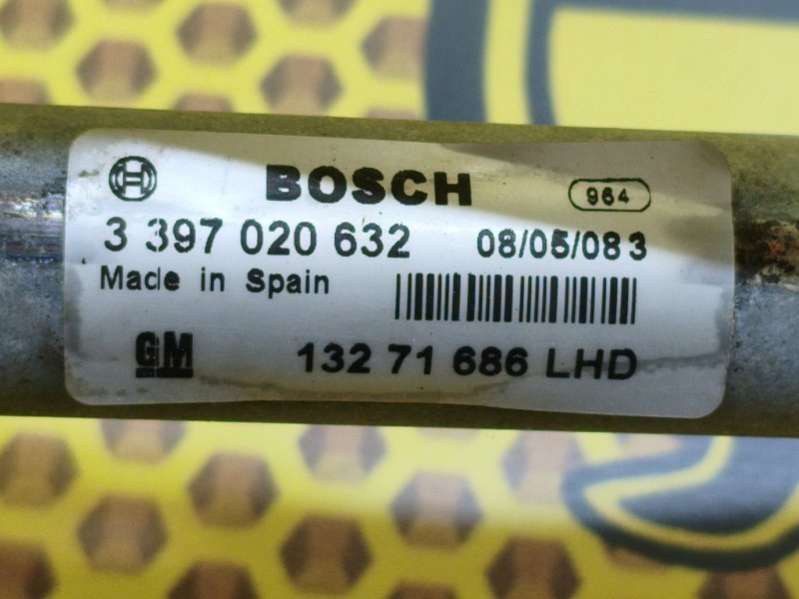 BOSCH 964
3 397 020 632 08/05/08 3
Made in Spain
GM 132 71 686 LHD